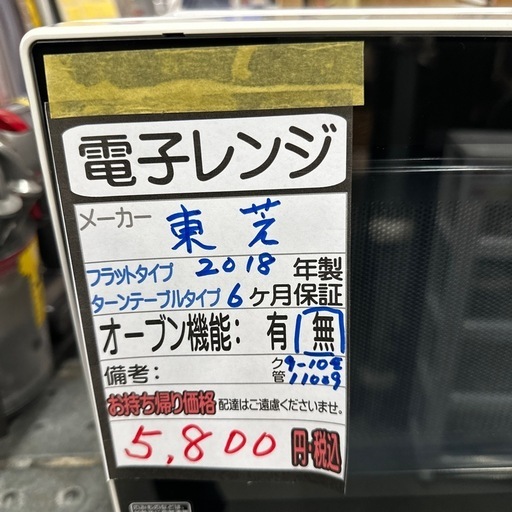 電子レンジ
メーカー 東芝
フラットタイプ 2018 年製
ターンテーブルタイプ 6ヶ月保証
オーブン機能: 有 無
備考: ク
管 11089
お持ち帰り価格 配達はご遠慮くださいませ。
5,800 円・税込